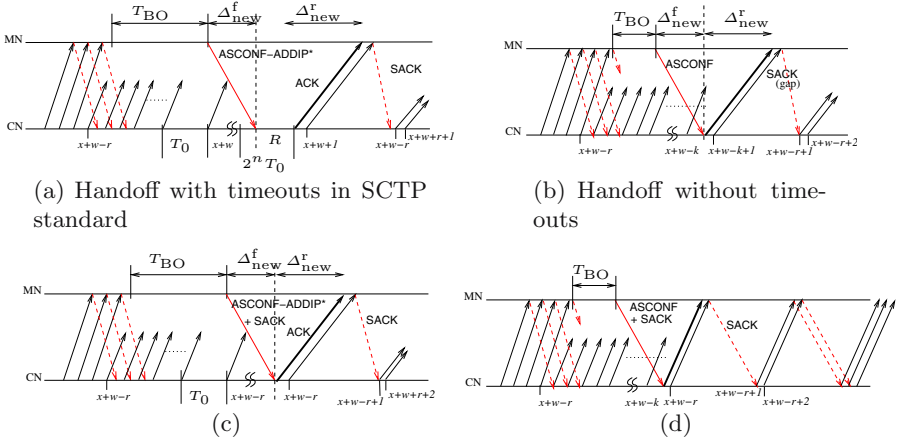 T_BO Δ^f_new Δ^r_new
MN
ASCONF−ADDIP*
ACK
SACK
......
CN
x+w−r
T_0
x+w
2^n T_0
R
x+w+1
x+w−r
x+w+r+1
(a) Handoff with timeouts in SCTP
standard
T_BO Δ^f_new Δ^r_new
MN
ASCONF
SACK
(gap)
......
CN
x+w−r
x+w−k
x+w−k+1
x+w−r+1
x+w−r+2
(b) Handoff without time-
outs
T_BO Δ^f_new Δ^r_new
MN
ASCONF−ADDIP*
+ SACK
ACK
SACK
......
CN
x+w−r
T_0
x+w−r
x+w−r
x+w−r+1
x+w+r+2
(c)
T_BO
MN
ASCONF
+ SACK
SACK
......
CN
x+w−r
x+w−k
x+w−r
x+w−r+1
x+w−r+2
(d)